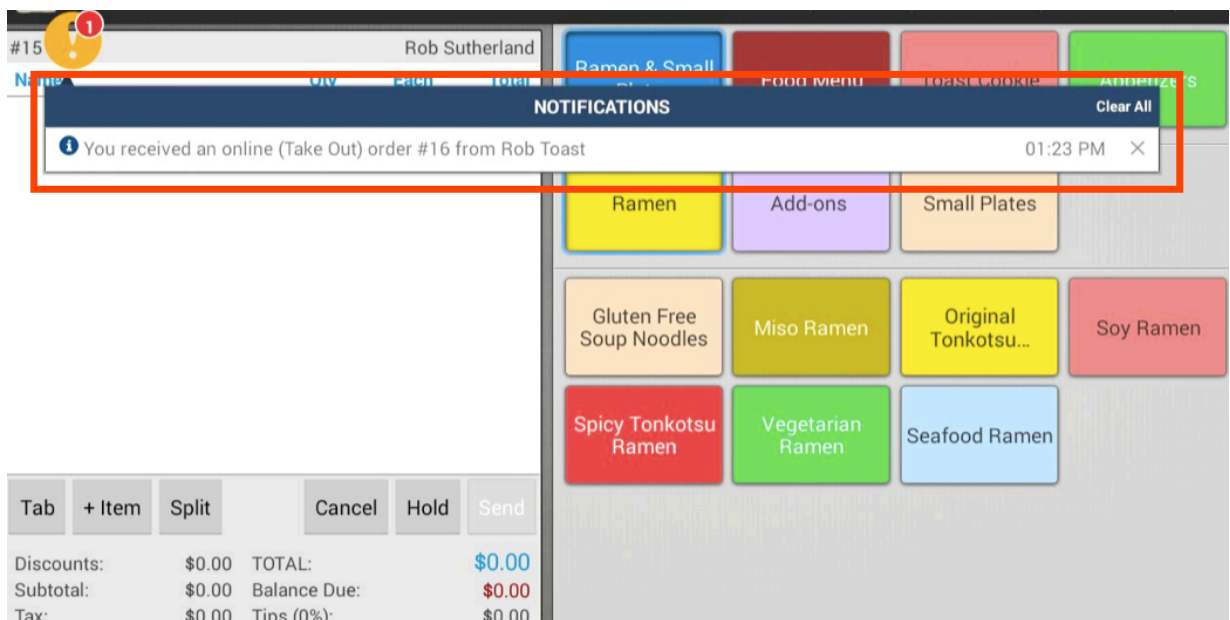 1
#15 Rob Sutherland
Name Qty Each Total
Ramen & Small
Food Menu
Toast Cookie
Appetizers
NOTIFICATIONS
Clear All
You received an online (Take Out) order #16 from Rob Toast
01:23 PM
Ramen
Add-ons
Small Plates
Gluten Free
Soup Noodles
Miso Ramen
Original
Tonkotsu...
Soy Ramen
Spicy Tonkotsu
Ramen
Vegetarian
Ramen
Seafood Ramen
Tab + Item Split Cancel Hold Send
Discounts: $0.00 TOTAL: $0.00
Subtotal: $0.00 Balance Due: $0.00
Tax: $0.00 Tips (0%): $0.00